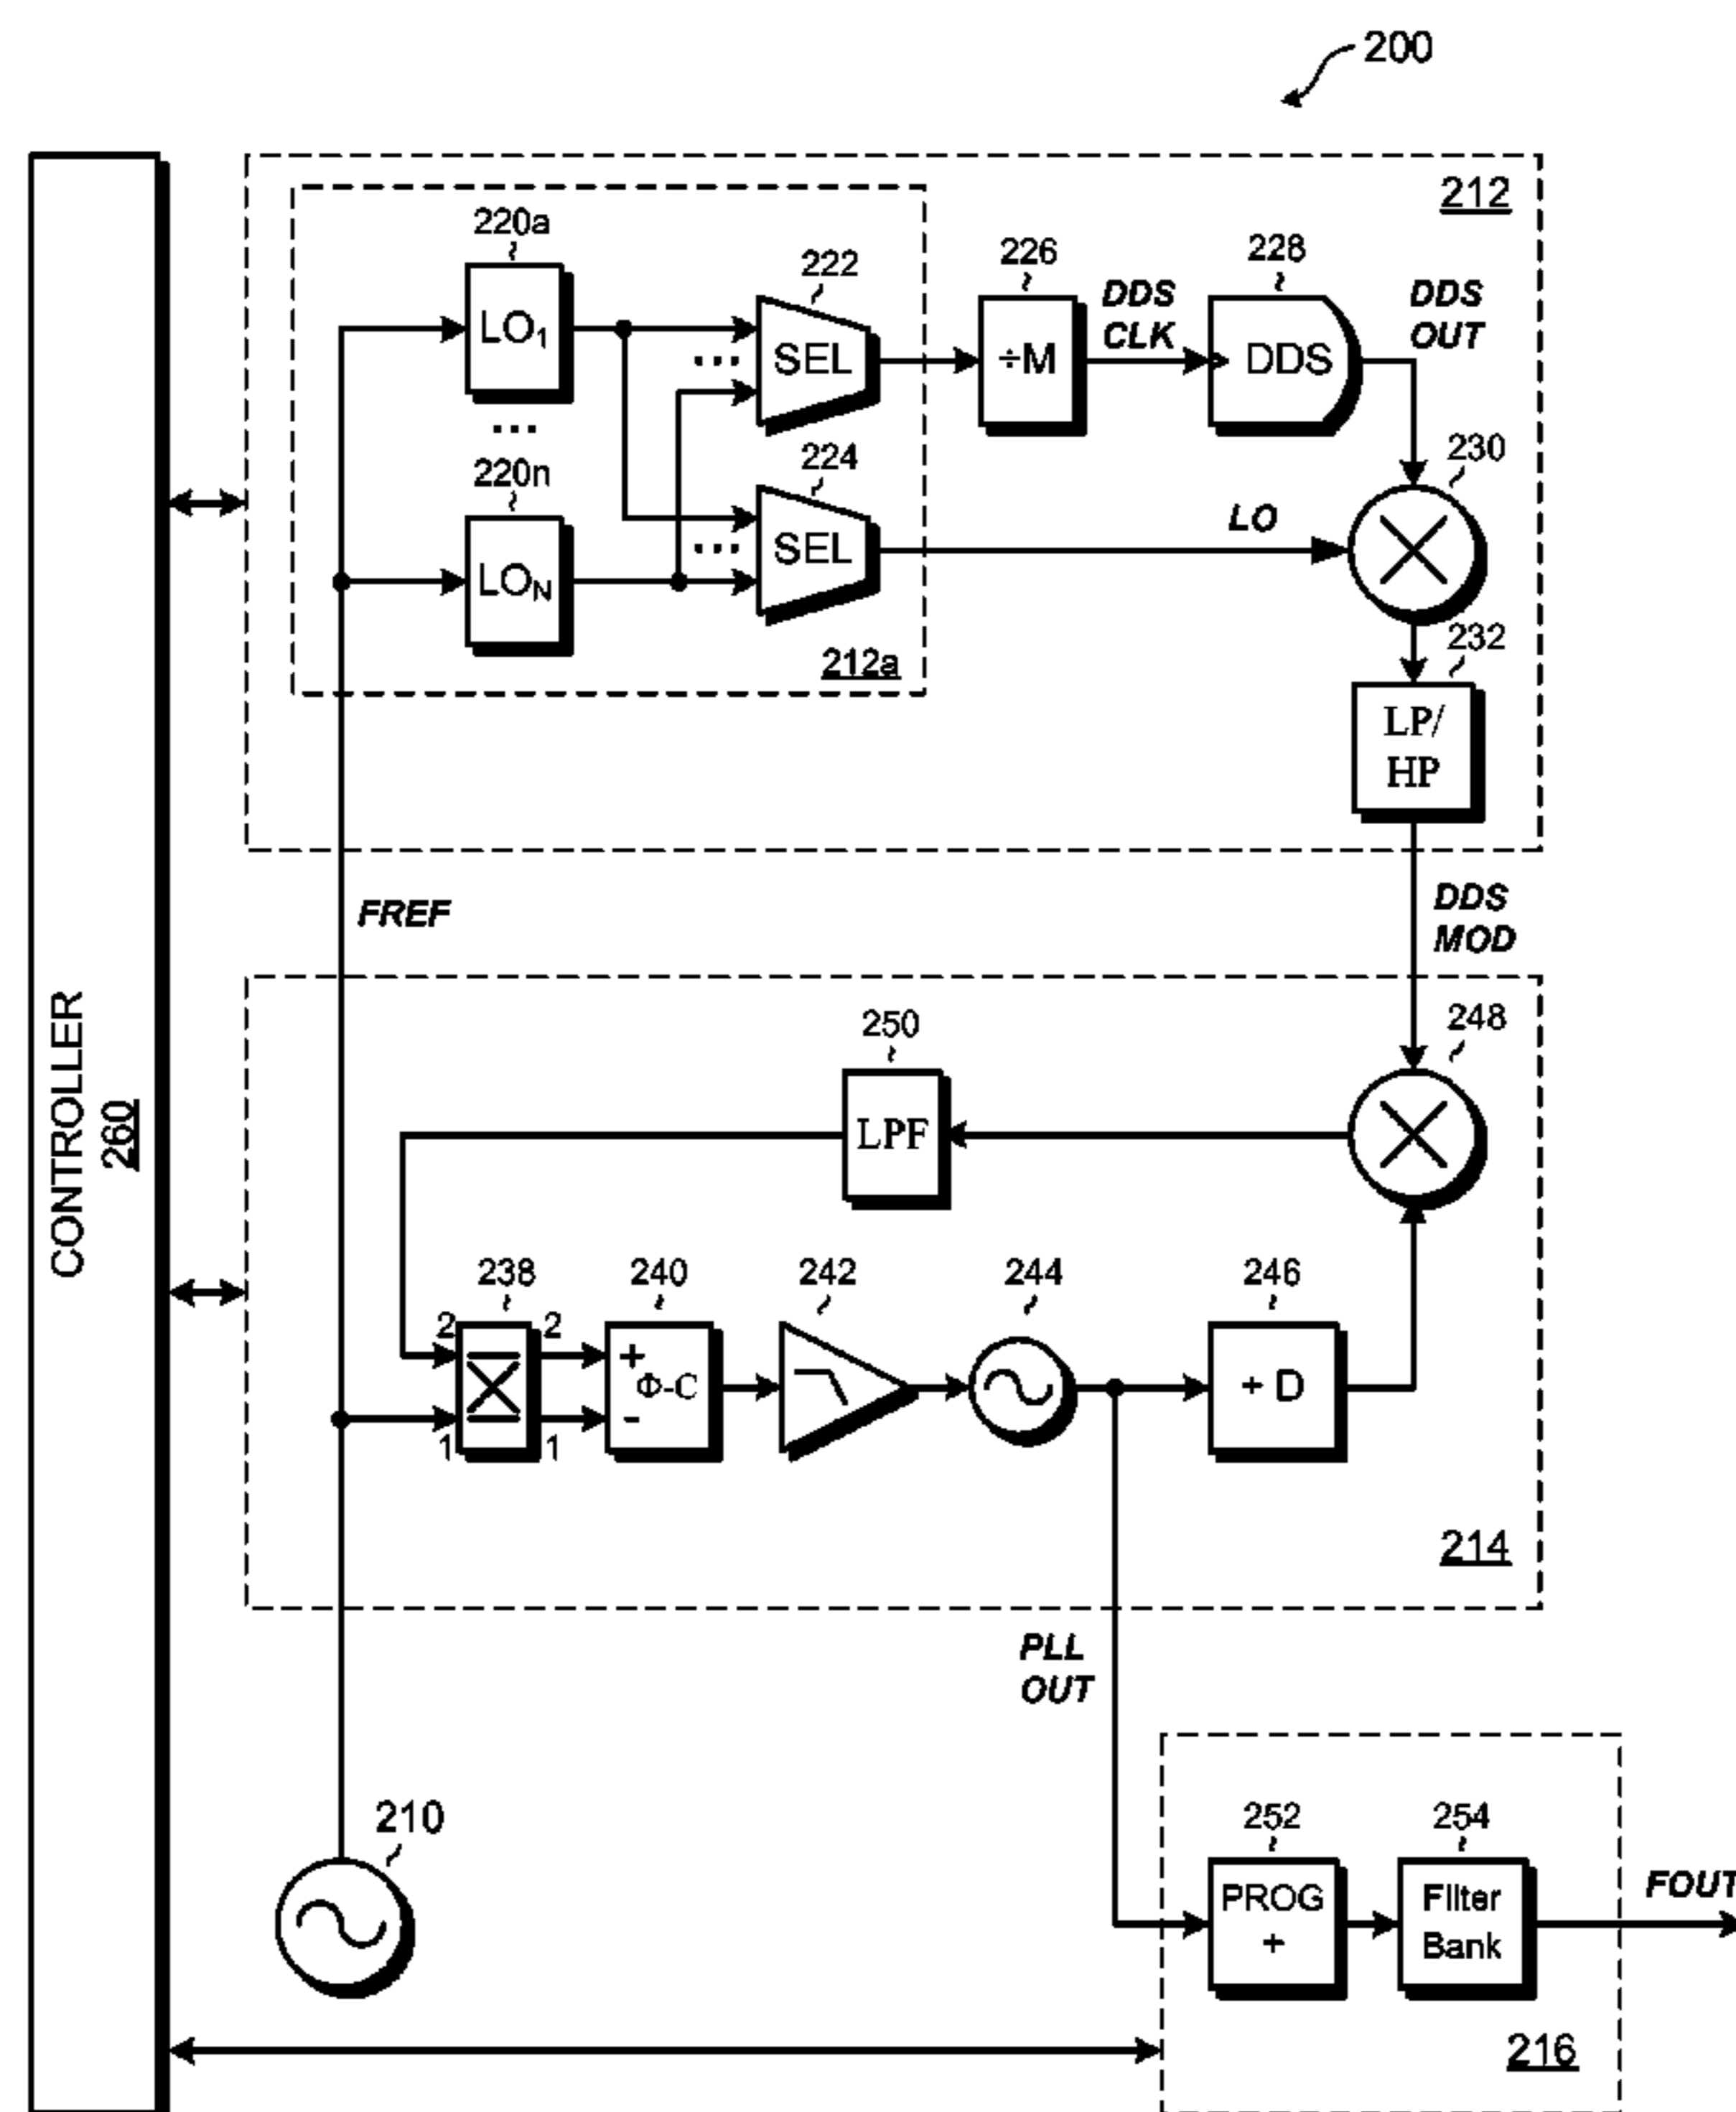 200
212
220a
LO1
...
220n
LON
222
SEL
...
224
SEL
...
212a
226
÷M
DDS
CLK
228
DDS
DDS
OUT
230
LO
232
LP/
HP
FREF
DDS
MOD
CONTROLLER
260
250
LPF
248
238
2
2
1
1
240
+
Φ-C
-
242
244
246
+ D
214
PLL
OUT
210
252
PROG
+
254
Filter
Bank
FOUT
216